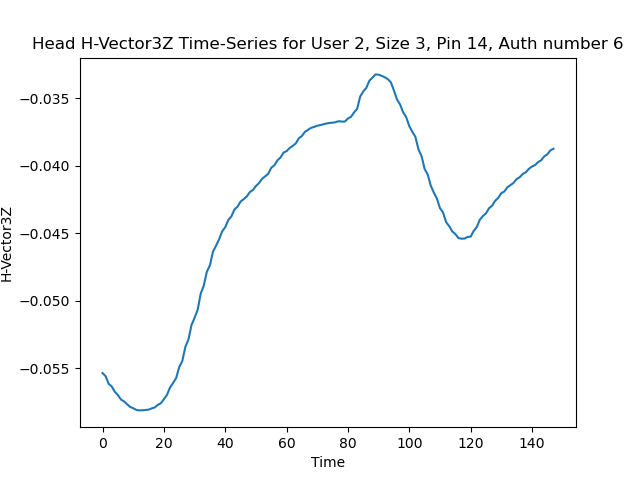 Head H-Vector3Z Time-Series for User 2, Size 3, Pin 14, Auth number 6
−0.035
−0.040
−0.045
−0.050
−0.055
H-Vector3Z
0 20 40 60 80 100 120 140
Time